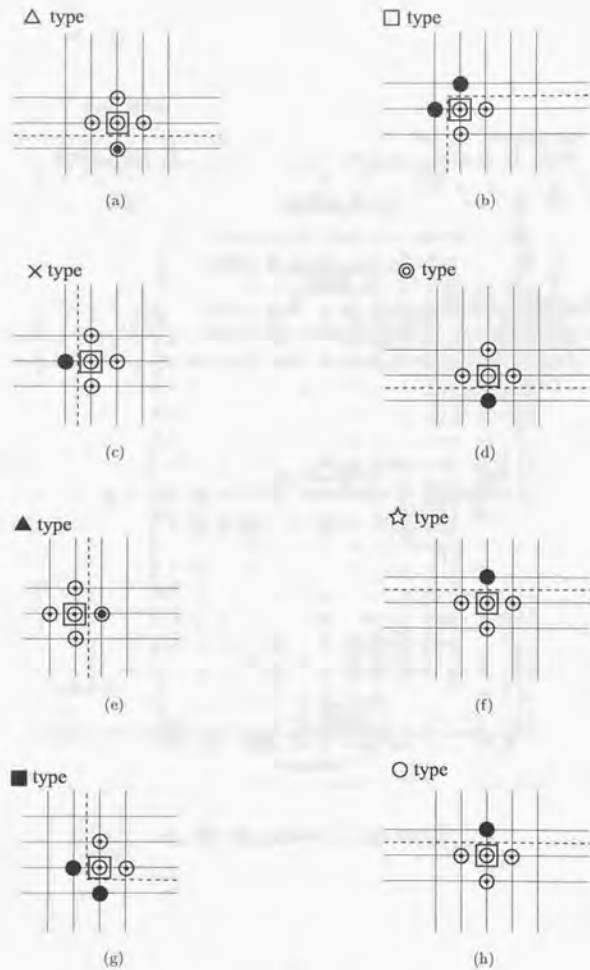 △ type
□ type
(a)
(b)
× type
◎ type
(c)
(d)
▲ type
☆ type
(e)
(f)
■ type
○ type
(g)
(h)